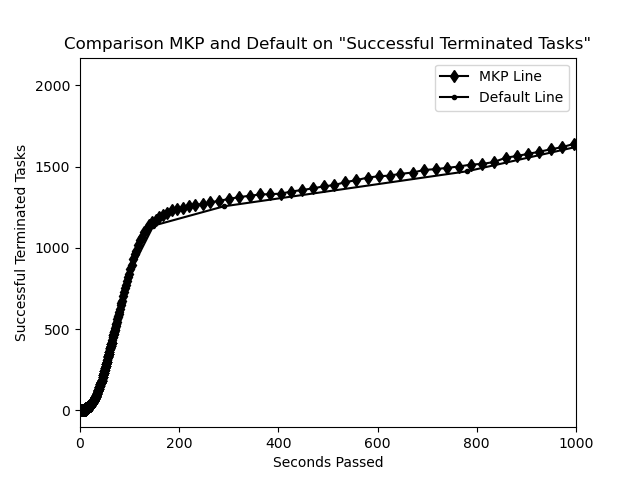 Comparison MKP and Default on "Successful Terminated Tasks"
MKP Line
Default Line
2000
1500
1000
500
0
Successful Terminated Tasks
0 200 400 600 800 1000
Seconds Passed